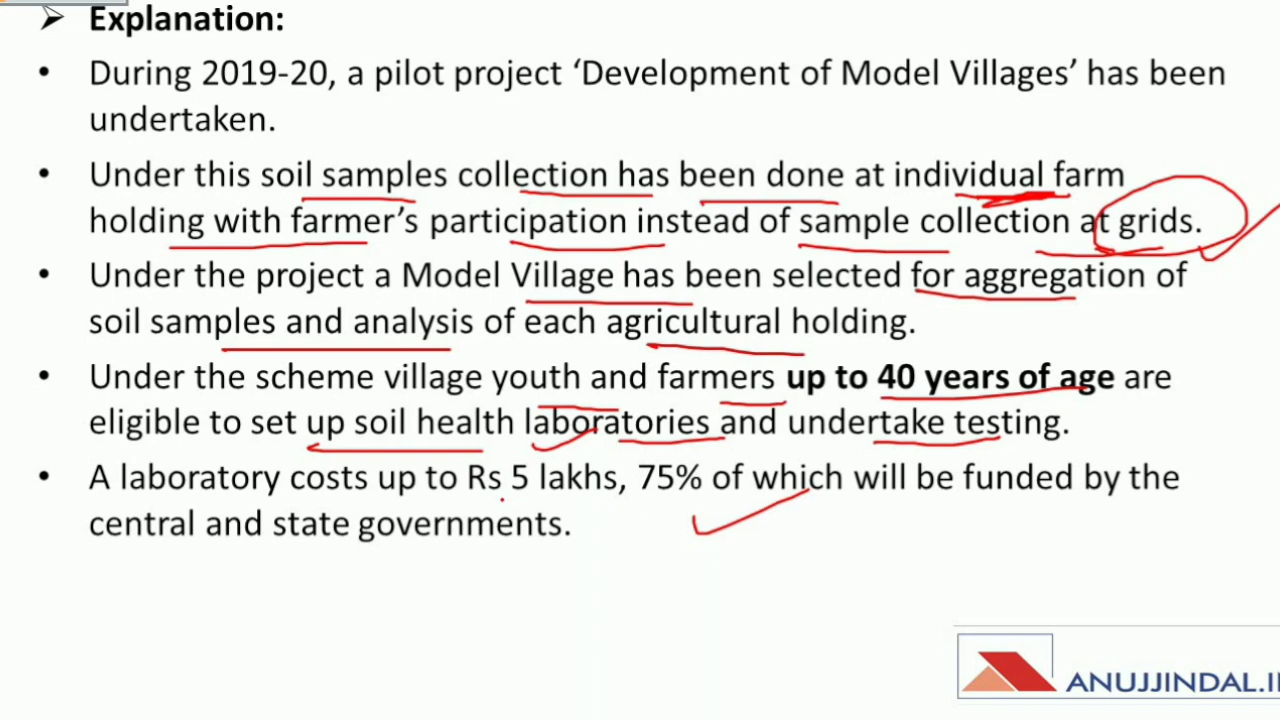 ➢ Explanation:
• During 2019-20, a pilot project ‘Development of Model Villages’ has been
undertaken.
• Under this soil samples collection has been done at individual farm
holding with farmer’s participation instead of sample collection at grids.
• Under the project a Model Village has been selected for aggregation of
soil samples and analysis of each agricultural holding.
• Under the scheme village youth and farmers up to 40 years of age are
eligible to set up soil health laboratories and undertake testing.
• A laboratory costs up to Rs 5 lakhs, 75% of which will be funded by the
central and state governments.
ANUJJINDAL.I